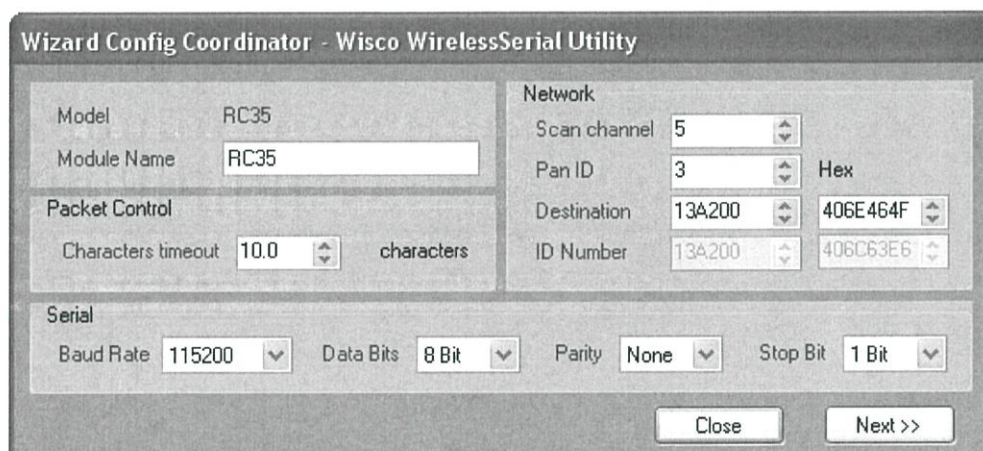 Wizard Config Coordinator - Wisco WirelessSerial Utility
Model RC35
Module Name RC35
Packet Control
Characters timeout 10.0 characters
Network
Scan channel 5
Pan ID 3 Hex
Destination 13A200 406E464F
ID Number 13A200 406C63E6
Serial
Baud Rate 115200 Data Bits 8 Bit Parity None Stop Bit 1 Bit
Close Next >>